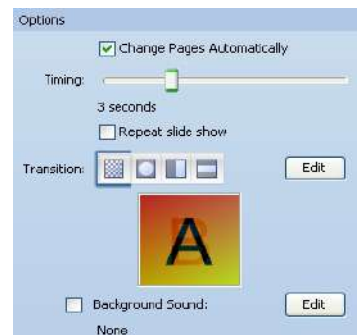 Options
Change Pages Automatically
Timing:
3 seconds
Repeat slide show
Transition:
Edit
A
B
Background Sound:
Edit
None